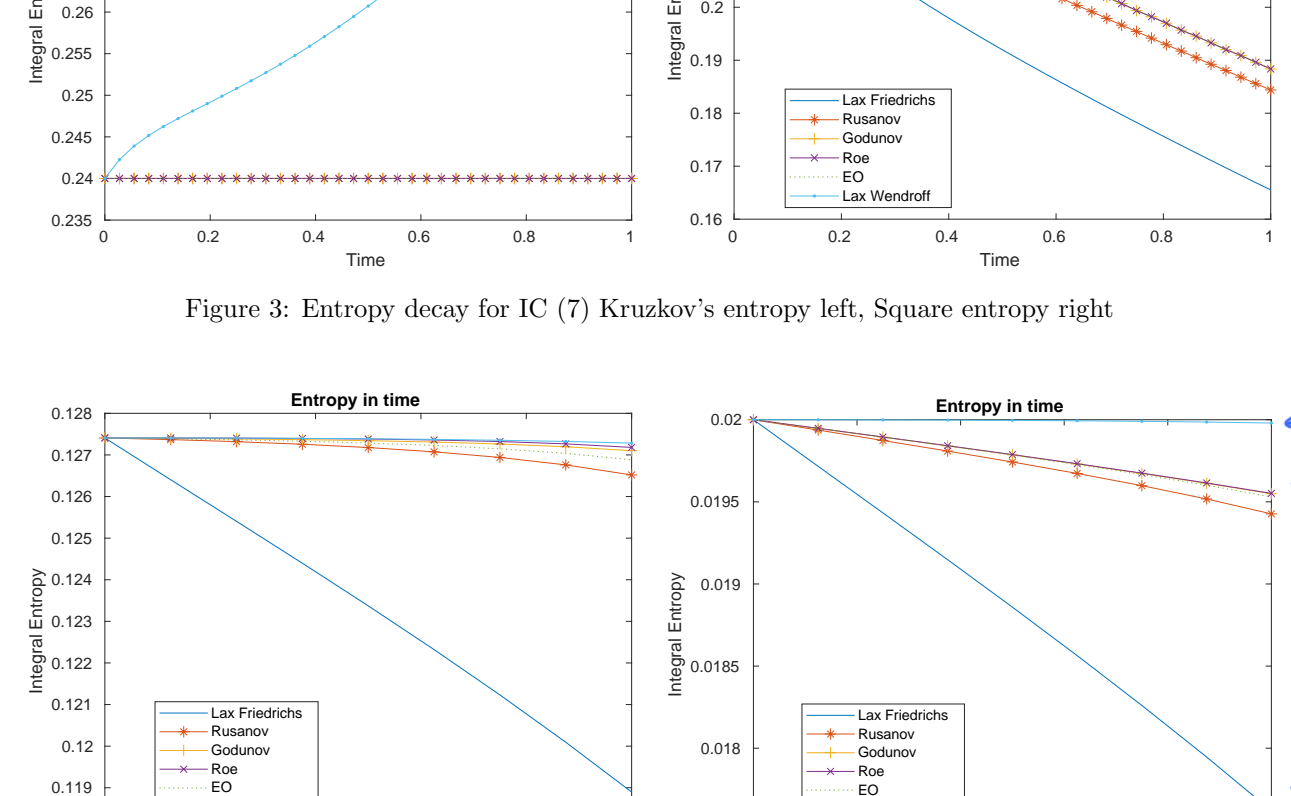 0.26
0.255
0.25
0.245
0.24
0.235
0
0.2
0.4
0.6
0.8
1
Time
Integral En
0.2
0.19
0.18
0.17
0.16
0
0.2
0.4
0.6
0.8
1
Time
Integral En
Lax Friedrichs
Rusanov
Godunov
Roe
EO
Lax Wendroff
Figure 3: Entropy decay for IC (7) Kruzkov's entropy left, Square entropy right
Entropy in time
0.128
0.127
0.126
0.125
0.124
0.123
0.122
0.121
0.12
0.119
Integral Entropy
Lax Friedrichs
Rusanov
Godunov
Roe
EO
Entropy in time
0.02
0.0195
0.019
0.0185
0.018
Integral Entropy
Lax Friedrichs
Rusanov
Godunov
Roe
EO